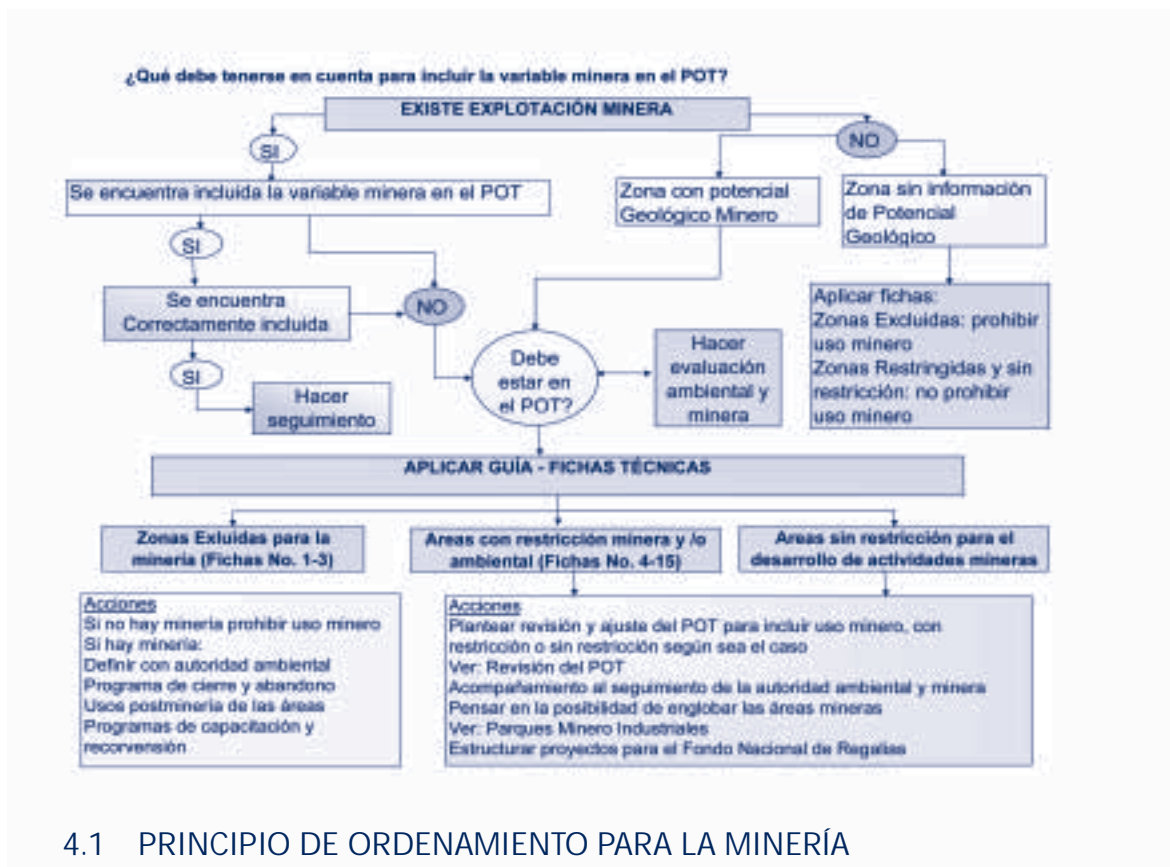 ¿Qué debe tenerse en cuenta para incluir la variable minera en el POT?
EXISTE EXPLOTACIÓN MINERA
SI
NO
Se encuentra incluida la variable minera en el POT
Zona con potencial
Geológico Minero
Zona sin información
de Potencial
Geológico
SI
NO
Se encuentra
Correctamente incluida
Aplicar fichas:
Zonas Excluidas: prohibir
uso minero
Zonas Restringidas y sin
restricción: no prohibir
uso minero
Debe
estar en
el POT?
Hacer
evaluación
ambiental y
minera
SI
Hacer
seguimiento
APLICAR GUÍA - FICHAS TÉCNICAS
Zonas Exluidas para la
minería (Fichas No. 1-3)
Areas con restricción minera y /o
ambiental (Fichas No. 4-15)
Areas sin restricción para el
desarrollo de actividades mineras
Acciones
Si no hay minería prohibir uso minero
Si hay minería:
Definir con autoridad ambiental
Programa de cierre y abandono
Usos postminería de las áreas
Programas de capacitación y
recorvensión
Acciones
Plantear revisión y ajuste del POT para incluir uso minero, con
restricción o sin restricción según sea el caso
Ver: Revisión del POT
Acompañamiento al seguimiento de la autoridad ambiental y minera
Pensar en la posibilidad de englobar las áreas mineras
Ver: Parques Minero Industriales
Estructurar proyectos para el Fondo Nacional de Regalías
4.1 PRINCIPIO DE ORDENAMIENTO PARA LA MINERÍA